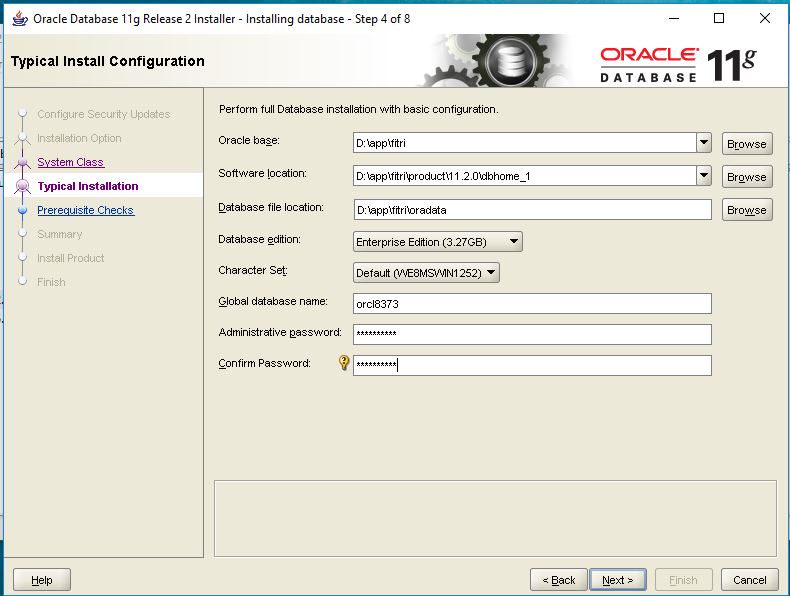 Oracle Database 11g Release 2 Installer - Installing database - Step 4 of 8
Typical Install Configuration
ORACLE
DATABASE
11g
Configure Security Updates
Installation Option
System Class
Typical Installation
Prerequisite Checks
Summary
Install Product
Finish
Perform full Database installation with basic configuration.
Oracle base: D:\app\fitri Browse
Software location: D:\app\fitri\product\11.2.0\dbhome_1 Browse
Database file location: D:\app\fitri\oradata Browse
Database edition: Enterprise Edition (3.27GB)
Character Set: Default (WE8MSWIN1252)
Global database name: orcl8373
Administrative password: **********
Confirm Password: **********
Help < Back Next > Finish Cancel